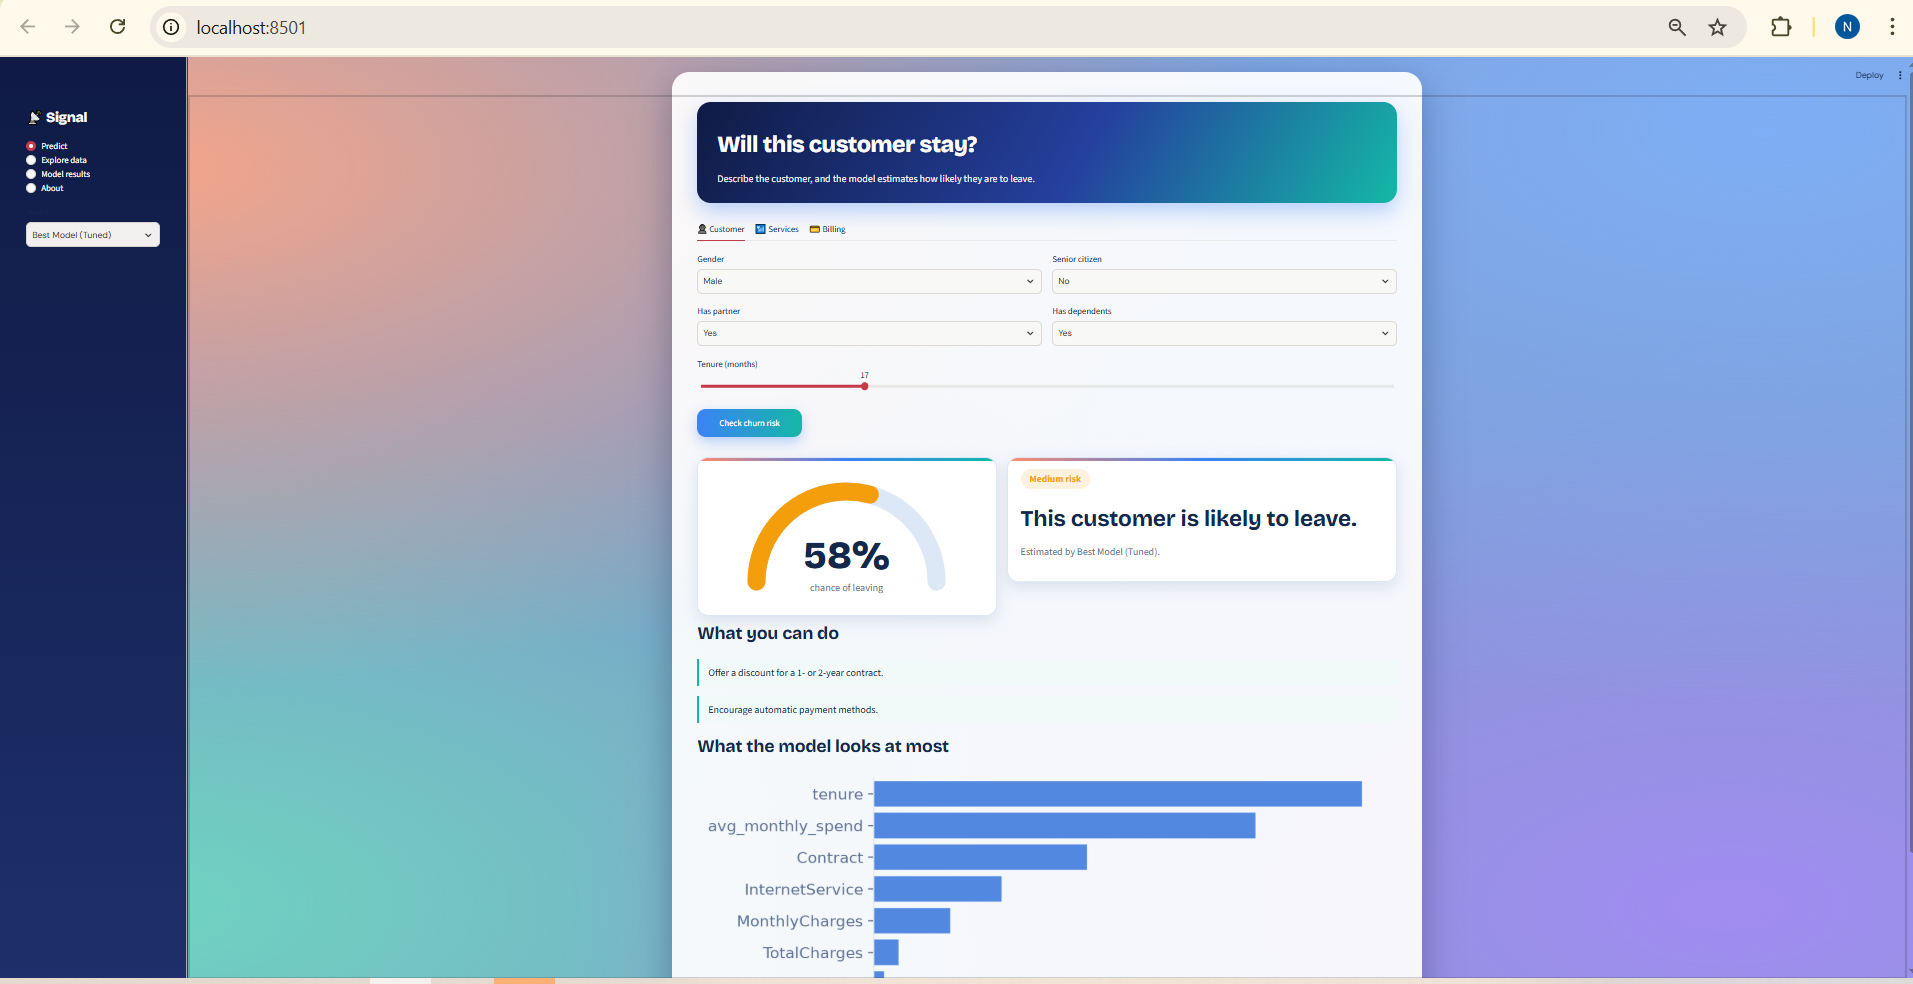 localhost:8501
N
Deploy
Signal
Predict
Explore data
Model results
About
Best Model (Tuned)
Will this customer stay?
Describe the customer, and the model estimates how likely they are to leave.
Customer Services Billing
Gender Senior citizen
Male No
Has partner Has dependents
Yes Yes
Tenure (months)
17
Check churn risk
58%
chance of leaving
Medium risk
This customer is likely to leave.
Estimated by Best Model (Tuned).
What you can do
Offer a discount for a 1- or 2-year contract.
Encourage automatic payment methods.
What the model looks at most
tenure
avg_monthly_spend
Contract
InternetService
MonthlyCharges
TotalCharges